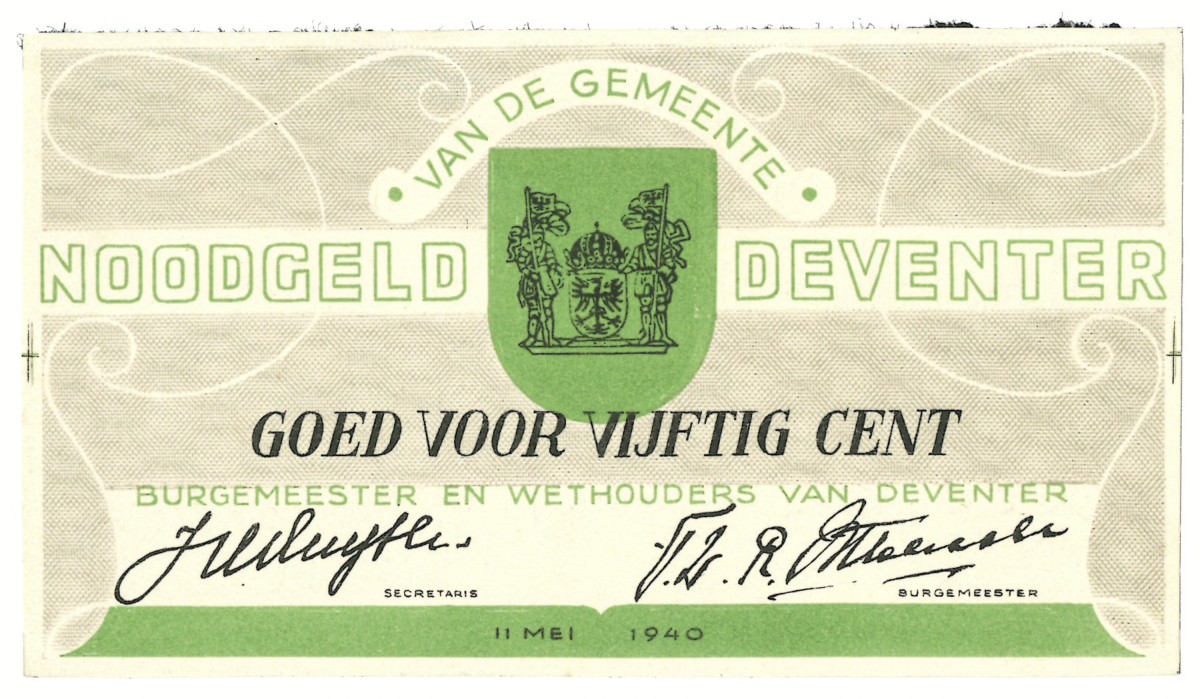 VAN DE GEMEENTE
NOODGELD DEVENTER
GOED VOOR VIJFTIG CENT
BURGEMEESTER EN WETHOUDERS VAN DEVENTER
SECRETARIS BURGEMEESTER
11 MEI 1940